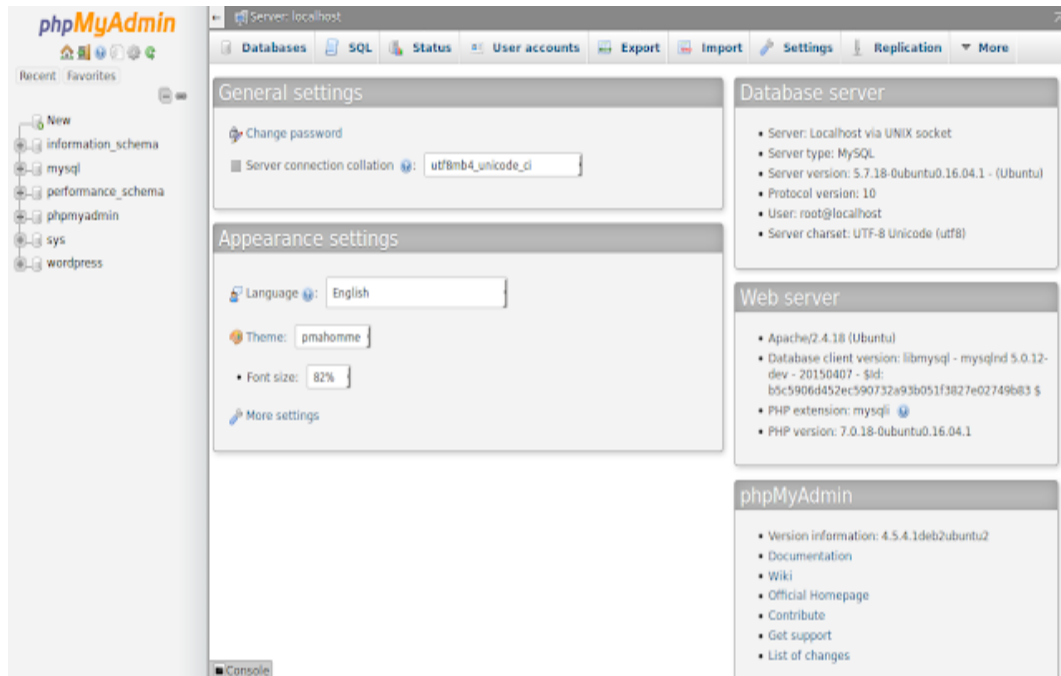 phpMyAdmin
Recent Favorites
New
information_schema
mysql
performance_schema
phpmyadmin
sys
wordpress
Server: localhost
Databases SQL Status User accounts Export Import Settings Replication More
General settings
Change password
Server connection collation : utf8mb4_unicode_ci
Appearance settings
Language : English
Theme: pmahomme
• Font size: 82%
More settings
Console
Database server
• Server: Localhost via UNIX socket
• Server type: MySQL
• Server version: 5.7.18-0ubuntu0.16.04.1 - (Ubuntu)
• Protocol version: 10
• User: root@localhost
• Server charset: UTF-8 Unicode (utf8)
Web server
• Apache/2.4.18 (Ubuntu)
• Database client version: libmysql - mysqlnd 5.0.12-
dev - 20150407 - $Id:
b5c5906d452ec590732a93b051f3827e02749b83 $
• PHP extension: mysqli
• PHP version: 7.0.18-0ubuntu0.16.04.1
phpMyAdmin
• Version information: 4.5.4.1deb2ubuntu2
• Documentation
• Wiki
• Official Homepage
• Contribute
• Get support
• List of changes